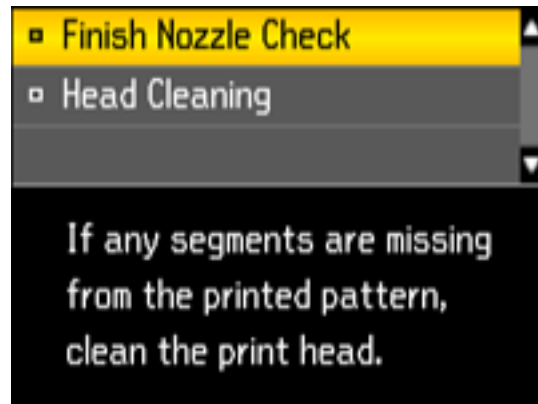 Finish Nozzle Check
Head Cleaning
If any segments are missing
from the printed pattern,
clean the print head.